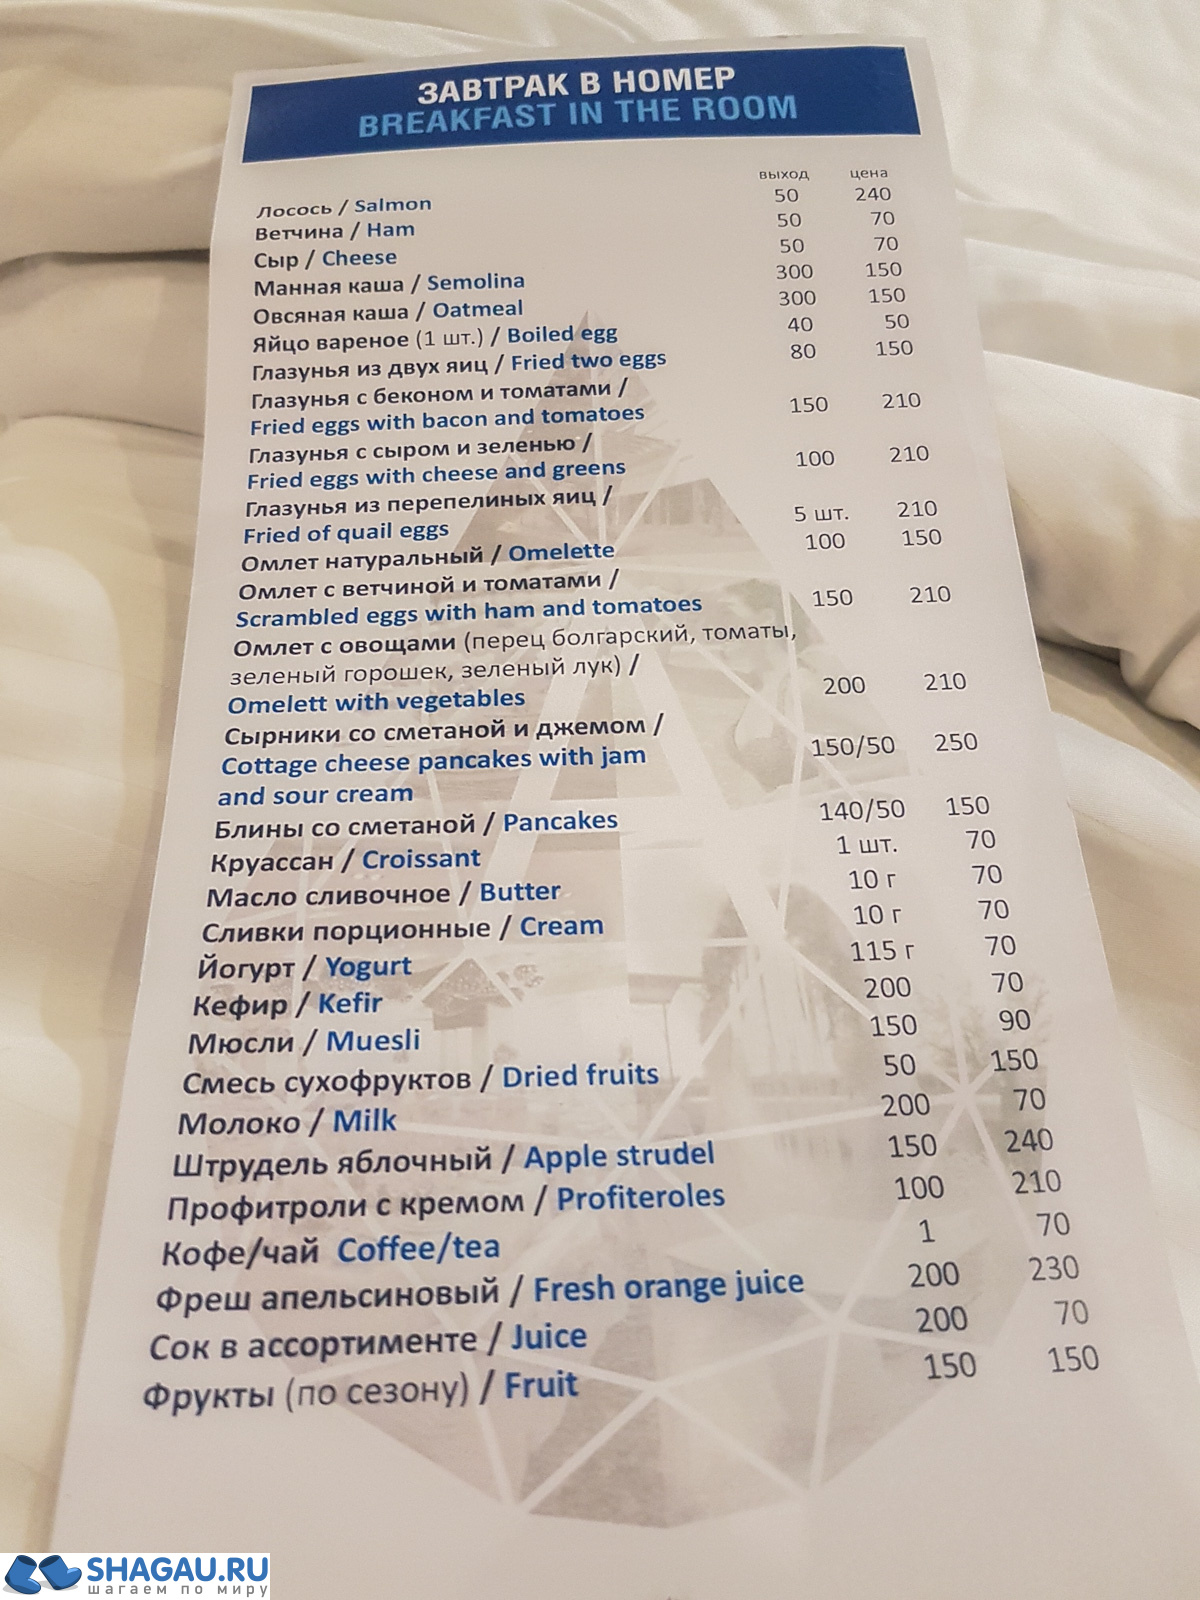 ЗАВТРАК В НОМЕР
BREAKFAST IN THE ROOM
выход цена
Лосось / Salmon 50 240
Ветчина / Ham 50 70
Сыр / Cheese 50 70
Манная каша / Semolina 300 150
Овсяная каша / Oatmeal 300 150
Яйцо вареное (1 шт.) / Boiled egg 40 50
Глазунья из двух яиц / Fried two eggs 80 150
Глазунья с беконом и томатами /
Fried eggs with bacon and tomatoes 150 210
Глазунья с сыром и зеленью /
Fried eggs with cheese and greens 100 210
Глазунья из перепелиных яиц /
Fried of quail eggs 5 шт. 210
Омлет натуральный / Omelette 100 150
Омлет с ветчиной и томатами /
Scrambled eggs with ham and tomatoes 150 210
Омлет с овощами (перец болгарский, томаты,
зеленый горошек, зеленый лук) /
Omelett with vegetables 200 210
Сырники со сметаной и джемом /
Cottage cheese pancakes with jam 150/50 250
and sour cream
Блины со сметаной / Pancakes 140/50 150
Круассан / Croissant 1 шт. 70
Масло сливочное / Butter 10 г 70
Сливки порционные / Cream 10 г 70
Йогурт / Yogurt 115 г 70
Кефир / Kefir 200 70
Мюсли / Muesli 150 90
Смесь сухофруктов / Dried fruits 50 150
Молоко / Milk 200 70
Штрудель яблочный / Apple strudel 150 240
Профитроли с кремом / Profiteroles 100 210
Кофе/чай Coffee/tea 1 70
Фреш апельсиновый / Fresh orange juice 200 230
Сок в ассортименте / Juice 200 70
Фрукты (по сезону) / Fruit 150 150
SHAGAU.RU
шагаем по миру